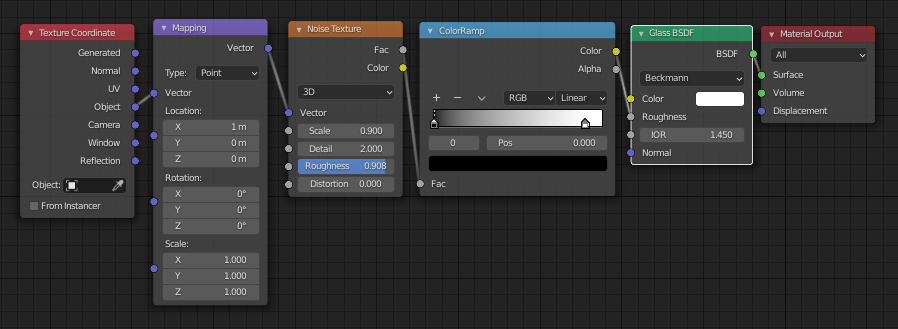 Texture Coordinate
Generated
Normal
UV
Object
Camera
Window
Reflection
Object:
From Instancer
Mapping
Vector
Type: Point
Vector
Location:
X 1 m
Y 0 m
Z 0 m
Rotation:
X 0°
Y 0°
Z 0°
Scale:
X 1.000
Y 1.000
Z 1.000
Noise Texture
Fac
Color
3D
Vector
Scale 0.900
Detail 2.000
Roughness 0.908
Distortion 0.000
ColorRamp
Color
Alpha
+ − RGB Linear
0 Pos 0.000
Fac
Glass BSDF
BSDF
Beckmann
Color
Roughness
IOR 1.450
Normal
Material Output
All
Surface
Volume
Displacement